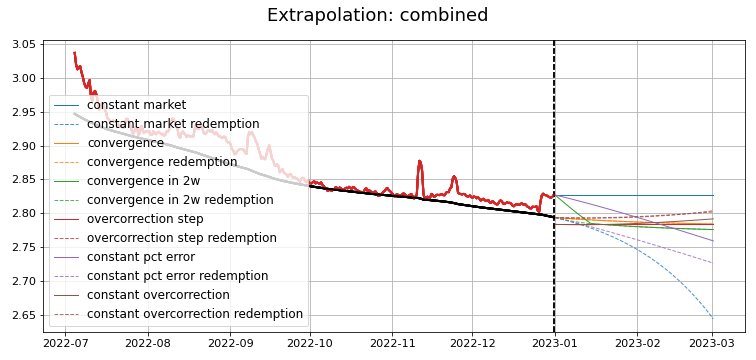 Extrapolation: combined
3.05
3.00
2.95
2.90
2.85
2.80
2.75
2.70
2.65
constant market
constant market redemption
convergence
convergence redemption
convergence in 2w
convergence in 2w redemption
overcorrection step
overcorrection step redemption
constant pct error
constant pct error redemption
constant overcorrection
constant overcorrection redemption
2022-07 2022-08 2022-09 2022-10 2022-11 2022-12 2023-01 2023-02 2023-03